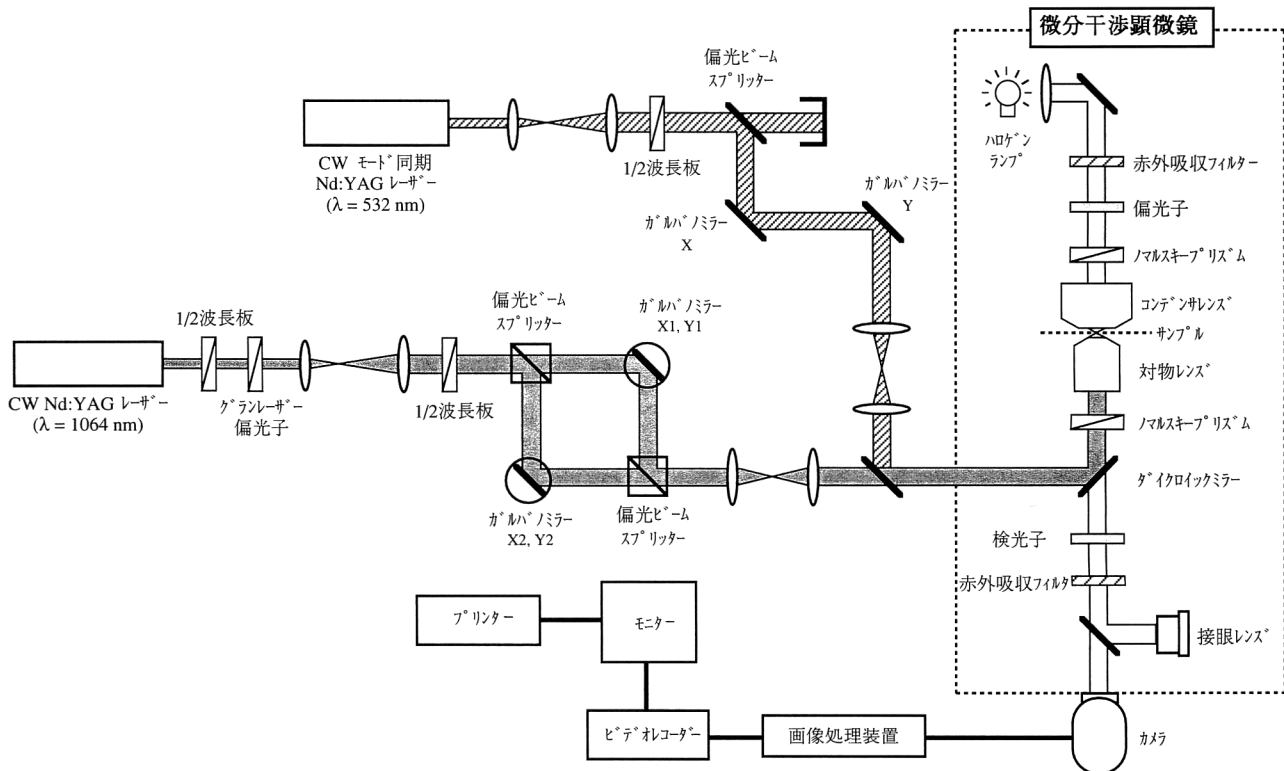 微分干渉顕微鏡
偏光ﾋﾞｰﾑ
ｽﾌﾟﾘｯﾀｰ
CW ﾓｰﾄﾞ同期
Nd:YAG ﾚｰｻﾞｰ
(λ = 532 nm)
1/2波長板
ｶﾞﾙﾊﾞﾉﾐﾗｰ
X
ｶﾞﾙﾊﾞﾉﾐﾗｰ
Y
ﾊﾛｹﾞﾝ
ﾗﾝﾌﾟ
赤外吸収ﾌｨﾙﾀｰ
偏光子
ﾉﾏﾙｽｷｰﾌﾟﾘｽﾞﾑ
ｺﾝﾃﾞﾝｻﾚﾝｽﾞ
ｻﾝﾌﾟﾙ
対物ﾚﾝｽﾞ
ﾉﾏﾙｽｷｰﾌﾟﾘｽﾞﾑ
ﾀﾞｲｸﾛｲｯｸﾐﾗｰ
検光子
赤外吸収ﾌｨﾙﾀ
接眼ﾚﾝｽﾞ
ｶﾒﾗ
CW Nd:YAG ﾚｰｻﾞｰ
(λ = 1064 nm)
1/2波長板
ｸﾞﾗﾝﾚｰｻﾞｰ
偏光子
1/2波長板
偏光ﾋﾞｰﾑ
ｽﾌﾟﾘｯﾀｰ
ｶﾞﾙﾊﾞﾉﾐﾗｰ
X1, Y1
ｶﾞﾙﾊﾞﾉﾐﾗｰ
X2, Y2
偏光ﾋﾞｰﾑ
ｽﾌﾟﾘｯﾀｰ
ﾌﾟﾘﾝﾀｰ
ﾓﾆﾀｰ
ﾋﾞﾃﾞｵﾚｺｰﾀﾞｰ
画像処理装置